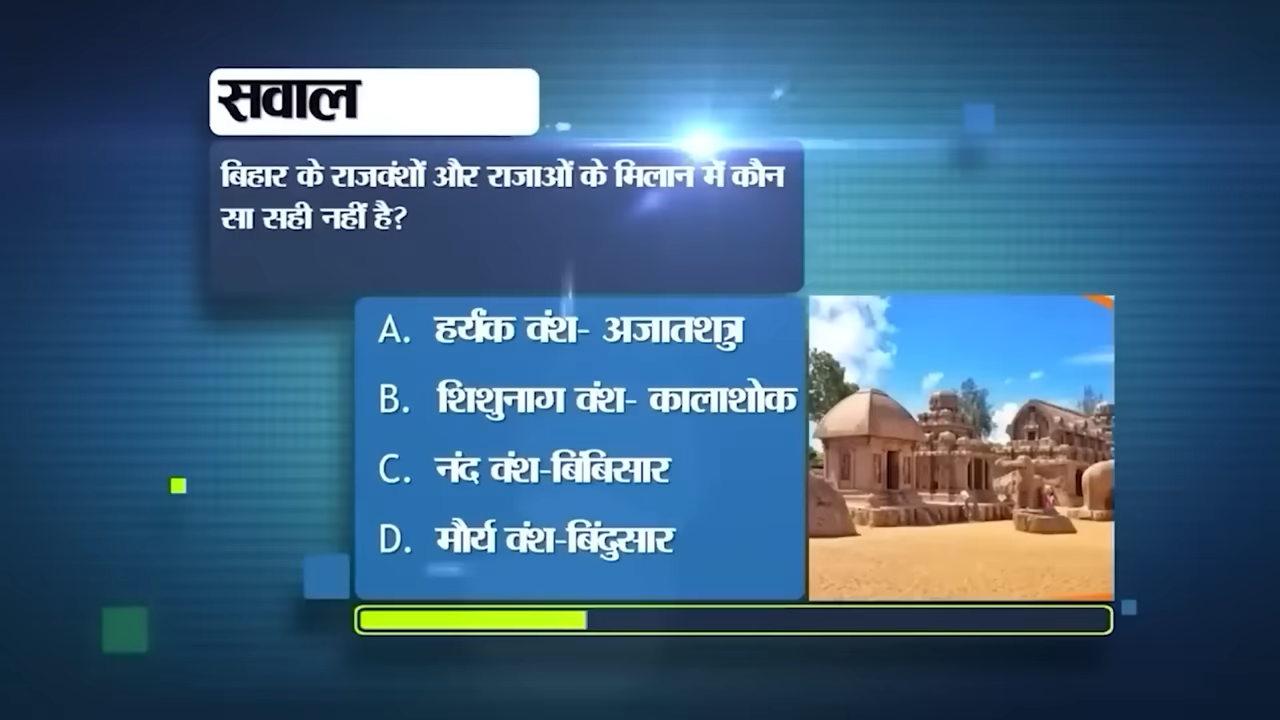 सवाल
बिहार के राजवंशों और राजाओं के मिलान में कौन
सा सही नहीं है?
A. हर्यंक वंश- अजातशत्रु
B. शिशुनाग वंश- कालाशोक
C. नंद वंश-बिंबिसार
D. मौर्य वंश-बिंदुसार